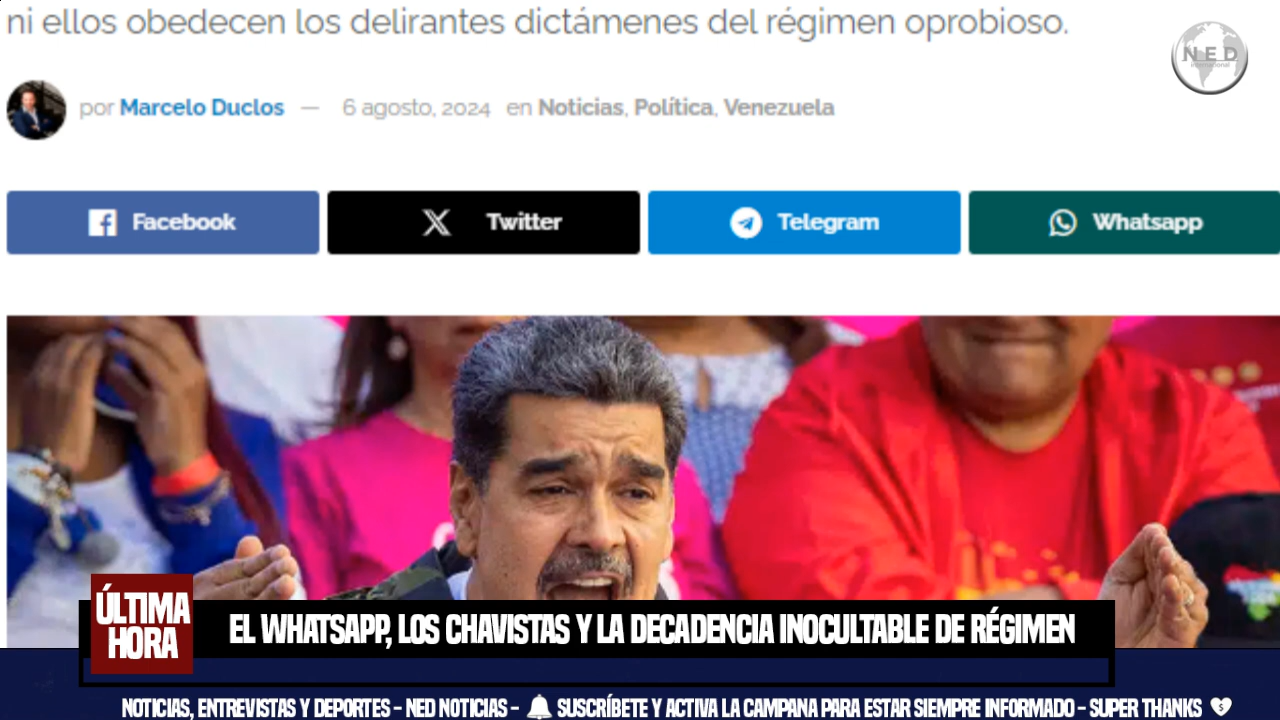 ni ellos obedecen los delirantes dictámenes del régimen oprobioso.
NED
international
por Marcelo Duclos — 6 agosto, 2024 en Noticias, Política, Venezuela
Facebook
Twitter
Telegram
Whatsapp
ÚLTIMA
HORA
EL WHATSAPP, LOS CHAVISTAS Y LA DECADENCIA INOCULTABLE DE RÉGIMEN
NOTICIAS, ENTREVISTAS Y DEPORTES - NED NOTICIAS - SUSCRÍBETE Y ACTIVA LA CAMPANA PARA ESTAR SIEMPRE INFORMADO - SUPER THANKS